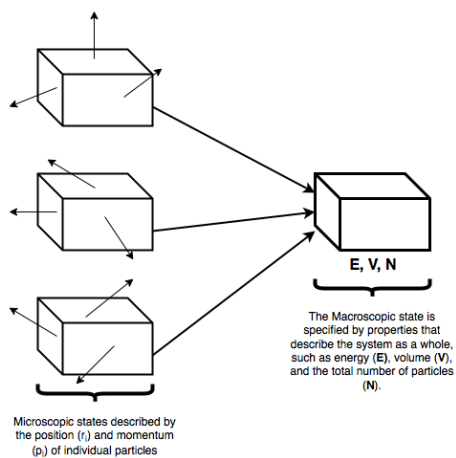 E, V, N
The Macroscopic state is
specified by properties that
describe the system as a whole,
such as energy (E), volume (V),
and the total number of particles
(N).
Microscopic states described by
the position (rᵢ) and momentum
(pᵢ) of individual particles